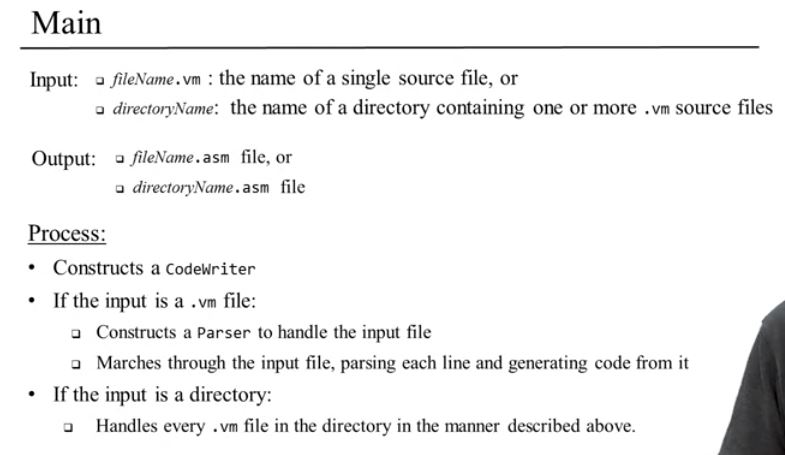 Main
Input: ❑ fileName.vm : the name of a single source file, or
❑ directoryName: the name of a directory containing one or more .vm source files
Output: ❑ fileName.asm file, or
❑ directoryName.asm file
Process:
• Constructs a CodeWriter
• If the input is a .vm file:
❑ Constructs a Parser to handle the input file
❑ Marches through the input file, parsing each line and generating code from it
• If the input is a directory:
❑ Handles every .vm file in the directory in the manner described above.